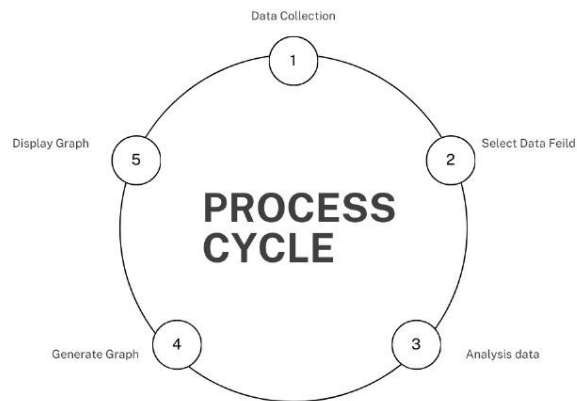 Data Collection
1
Display Graph
5
2
Select Data Feild
PROCESS
CYCLE
Generate Graph
4
3
Analysis data